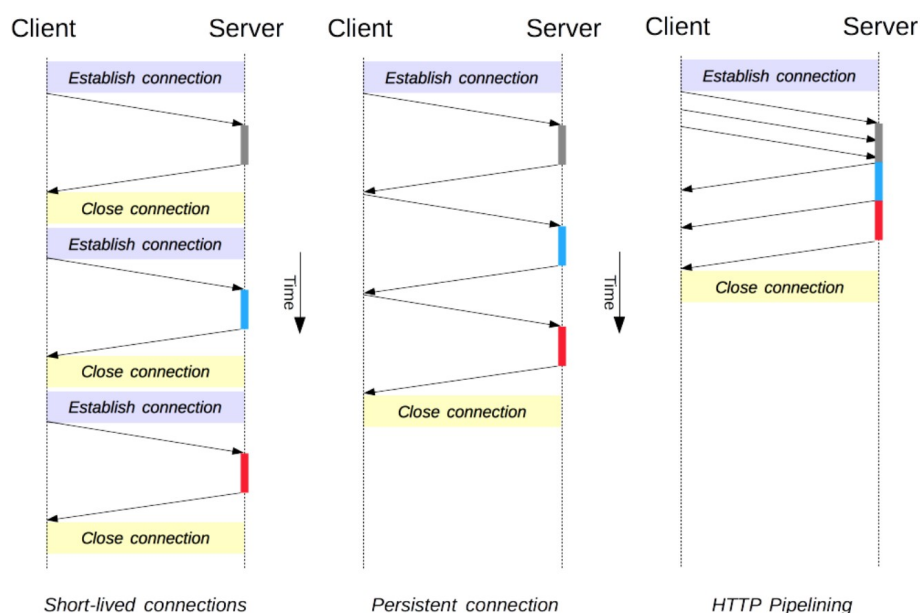 Client Server
Establish connection
Close connection
Establish connection
Close connection
Establish connection
Close connection
Short-lived connections
Time
Client Server
Establish connection
Close connection
Persistent connection
Time
Client Server
Establish connection
Close connection
HTTP Pipelining